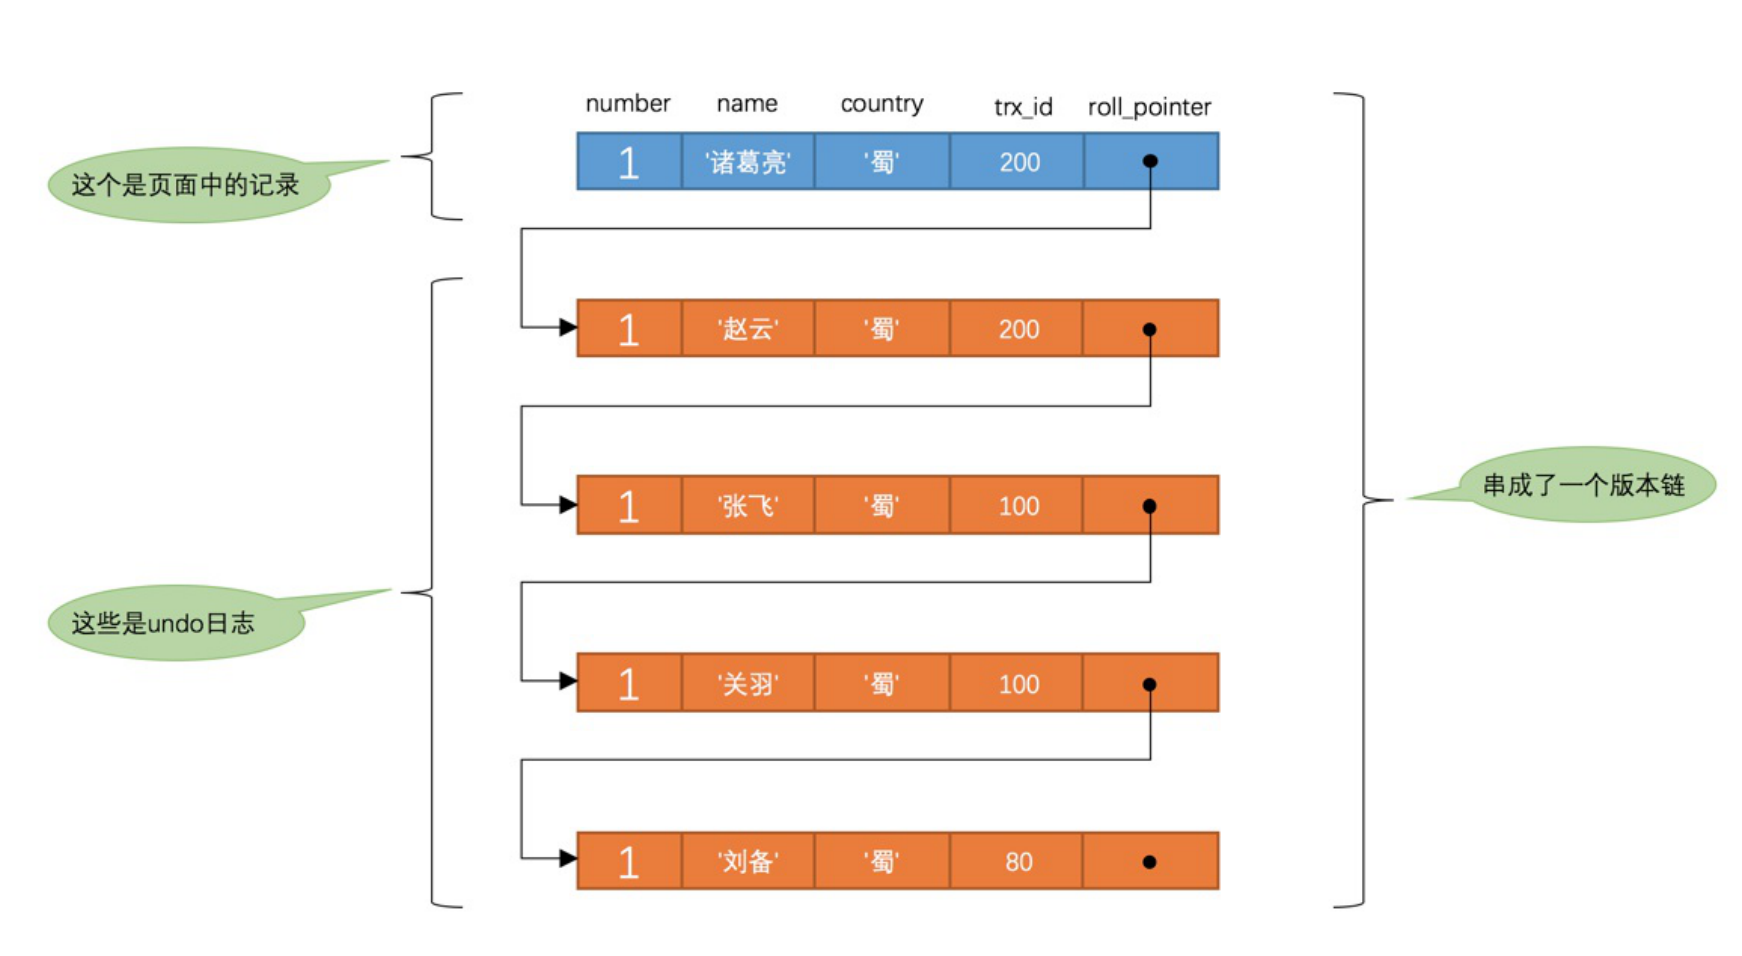 number name country trx_id roll_pointer
1 '诸葛亮' '蜀' 200
这个是页面中的记录
1 '赵云' '蜀' 200
1 '张飞' '蜀' 100
串成了一个版本链
这些是undo日志
1 '关羽' '蜀' 100
1 '刘备' '蜀' 80